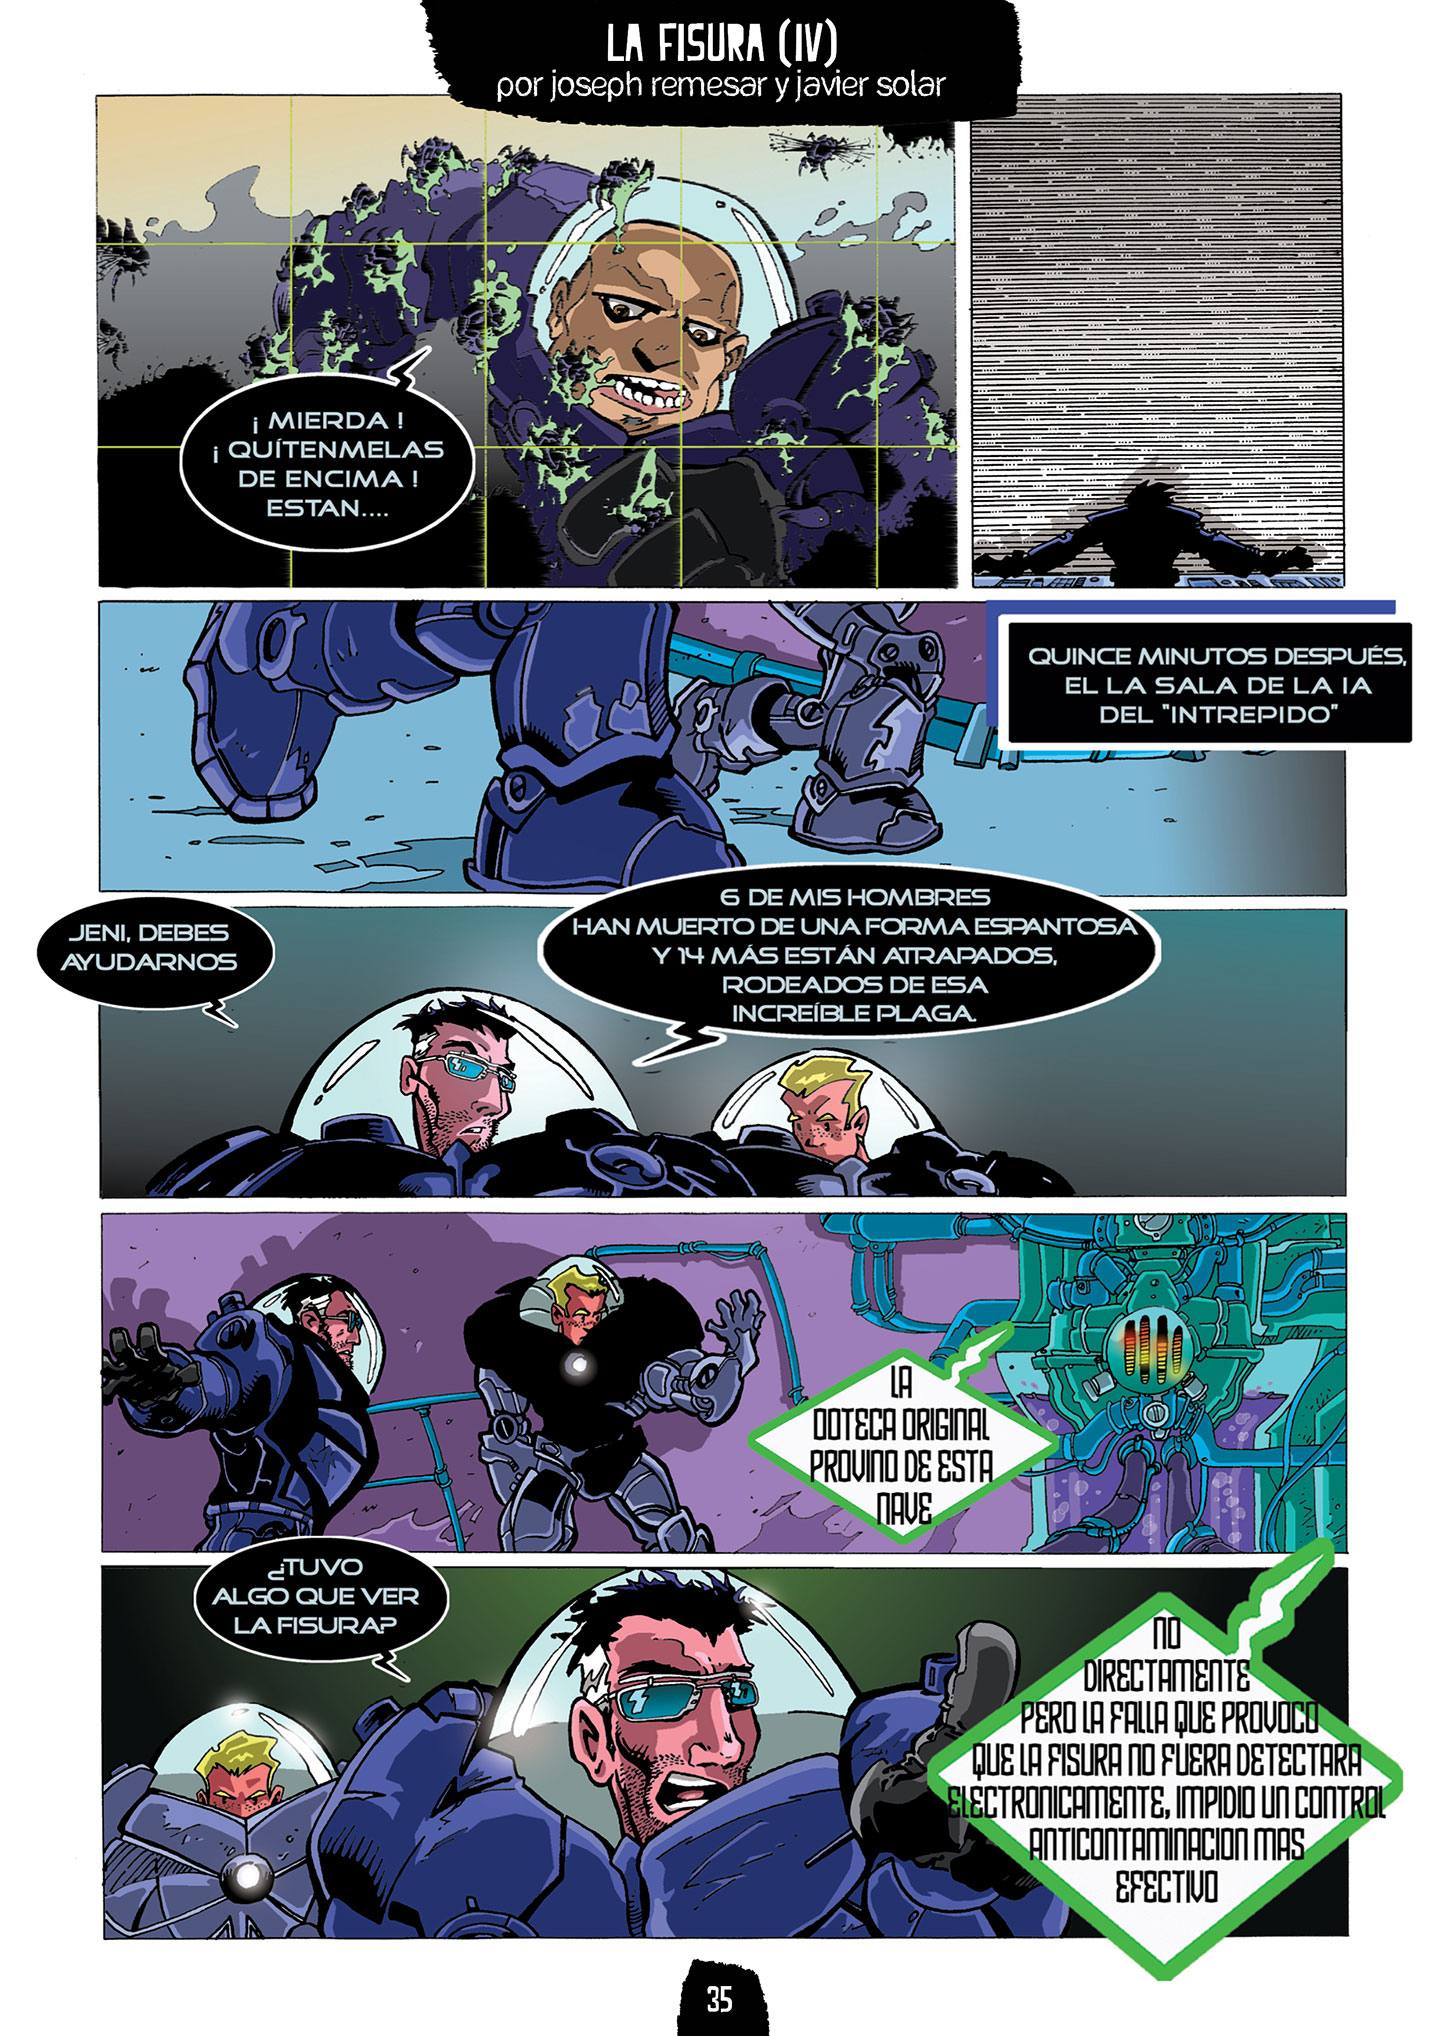 LA FISURA (IV)
por joseph remesar y javier solar
¡ MIERDA !
¡ QUÍTENMELAS
DE ENCIMA !
ESTAN....
QUINCE MINUTOS DESPUÉS,
EL LA SALA DE LA IA
DEL "INTREPIDO"
JENI, DEBES
AYUDARNOS
6 DE MIS HOMBRES
HAN MUERTO DE UNA FORMA ESPANTOSA
Y 14 MÁS ESTÁN ATRAPADOS,
RODEADOS DE ESA
INCREÍBLE PLAGA.
LA
DOTECA ORIGINAL
PROVINO DE ESTA
NAVE
¿TUVO
ALGO QUE VER
LA FISURA?
NO
DIRECTAMENTE
PERO LA FALLA QUE PROVOCO
QUE LA FISURA NO FUERA DETECTARA
ELECTRONICAMENTE, IMPIDIO UN CONTROL
ANTICONTAMINACION MAS
EFECTIVO
35